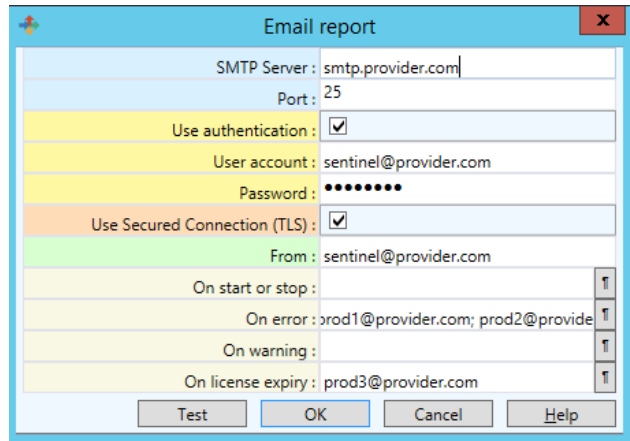 Email report
x
SMTP Server : smtp.provider.com
Port : 25
Use authentication :
User account : sentinel@provider.com
Password : ●●●●●●●●
Use Secured Connection (TLS) :
From : sentinel@provider.com
On start or stop : ¶
On error : prod1@provider.com; prod2@provide ¶
On warning : ¶
On license expiry : prod3@provider.com ¶
Test OK Cancel Help